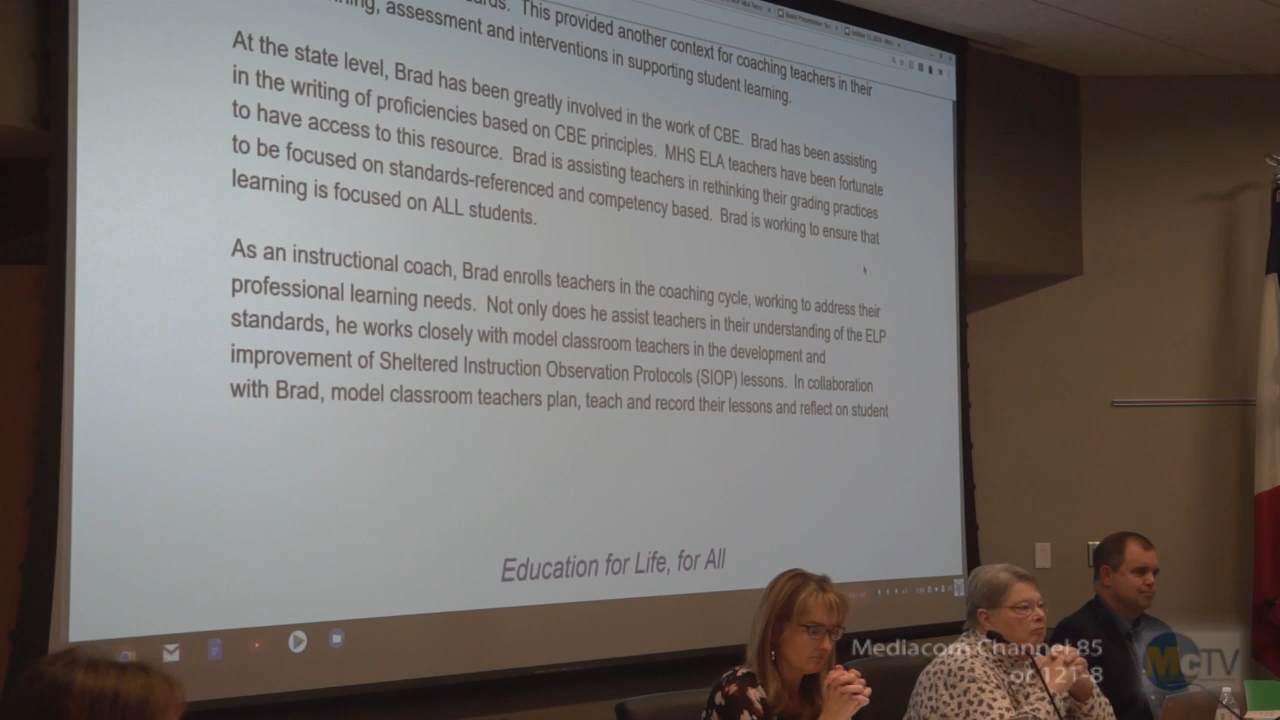 This provided another context for coaching teachers in their
assessment and interventions in supporting student learning.
At the state level, Brad has been greatly involved in the work of CBE. Brad has been assisting
in the writing of proficiencies based on CBE principles. MHS ELA teachers have been fortunate
to have access to this resource. Brad is assisting teachers in rethinking their grading practices
to be focused on standards-referenced and competency based. Brad is working to ensure that
learning is focused on ALL students.
As an instructional coach, Brad enrolls teachers in the coaching cycle, working to address their
professional learning needs. Not only does he assist teachers in their understanding of the ELP
standards, he works closely with model classroom teachers in the development and
improvement of Sheltered Instruction Observation Protocols (SIOP) lessons. In collaboration
with Brad, model classroom teachers plan, teach and record their lessons and reflect on student
Education for Life, for All
Mediacom Channel 85
or 121-8
McTV